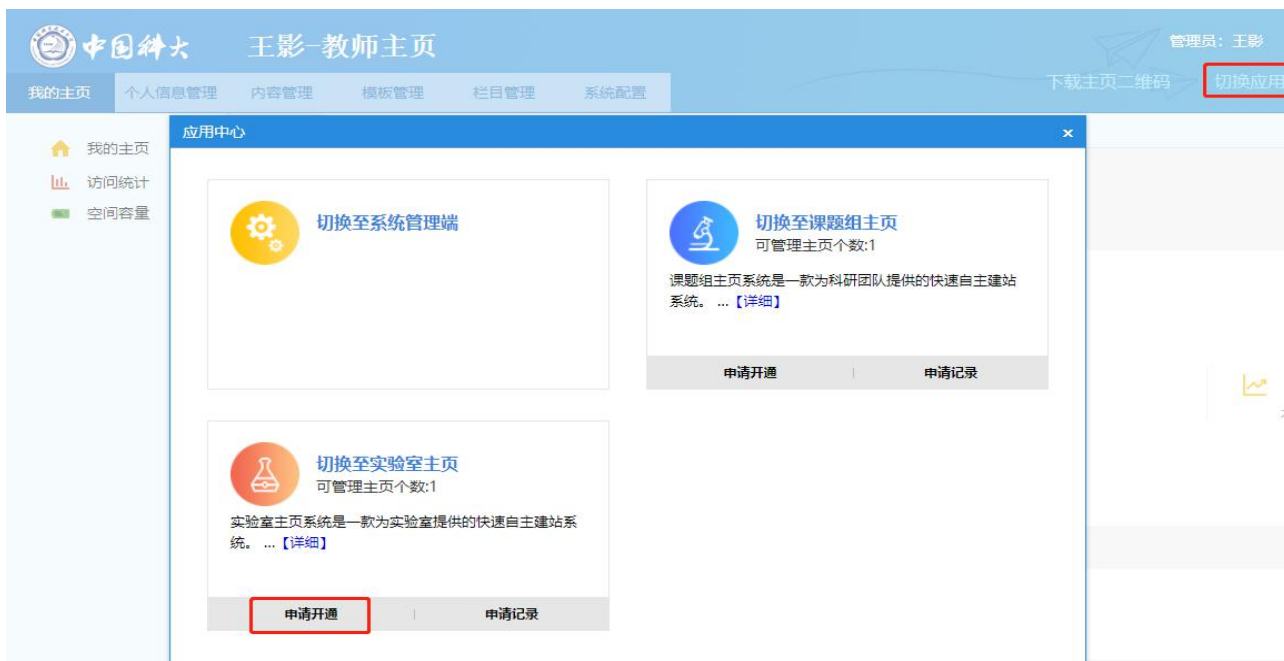 中国科大 王影-教师主页
管理员：王影
下载主页二维码 切换应用
我的主页 个人信息管理 内容管理 模板管理 栏目管理 系统配置
我的主页
访问统计
空间容量
应用中心 ×
切换至系统管理端
切换至课题组主页
可管理主页个数:1
课题组主页系统是一款为科研团队提供的快速自主建站
系统。 ...【详细】
申请开通 | 申请记录
切换至实验室主页
可管理主页个数:1
实验室主页系统是一款为实验室提供的快速自主建站系
统。 ...【详细】
申请开通 | 申请记录